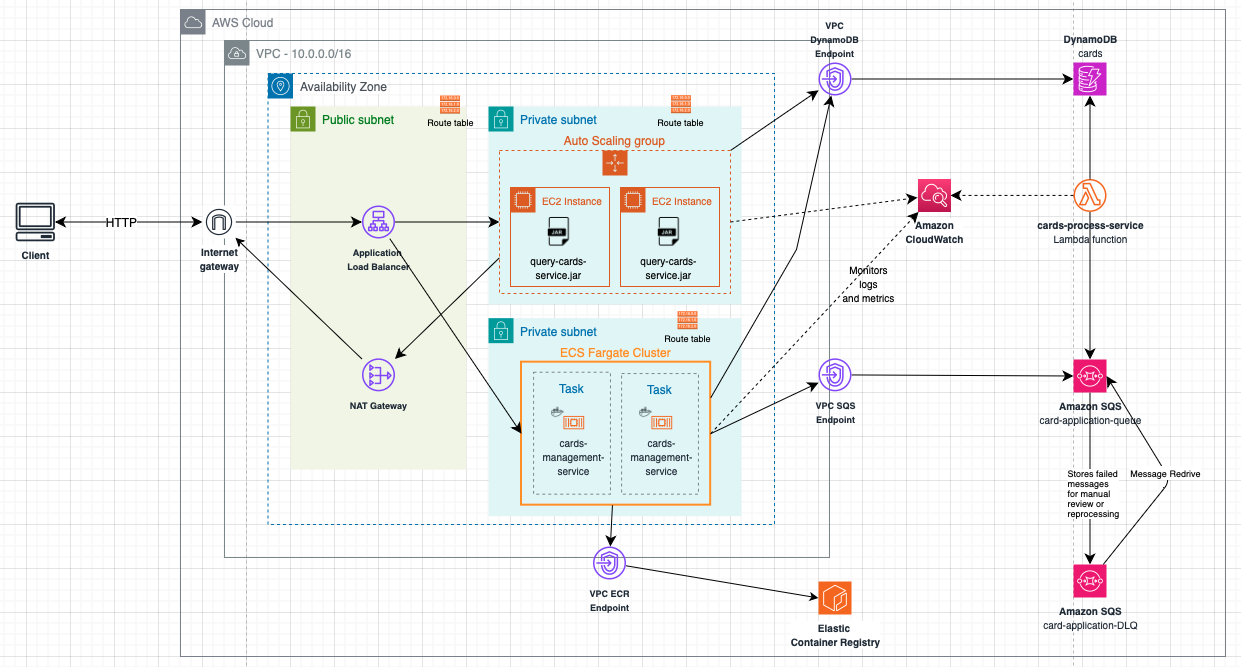 AWS Cloud
VPC - 10.0.0.0/16
Availability Zone
Public subnet
Route table
Private subnet
Route table
Auto Scaling group
EC2 Instance
JAR
query-cards-
service.jar
EC2 Instance
JAR
query-cards-
service.jar
Client
HTTP
Internet
gateway
Application
Load Balancer
NAT Gateway
Private subnet
Route table
ECS Fargate Cluster
Task
cards-
management-
service
Task
cards-
management-
service
VPC
DynamoDB
Endpoint
DynamoDB
cards
Amazon
CloudWatch
cards-process-service
Lambda function
Monitors
logs
and metrics
VPC SQS
Endpoint
Amazon SQS
card-application-queue
Stores failed
messages
for manual
review or
reprocessing
Message Redrive
VPC ECR
Endpoint
Elastic
Container Registry
Amazon SQS
card-application-DLQ